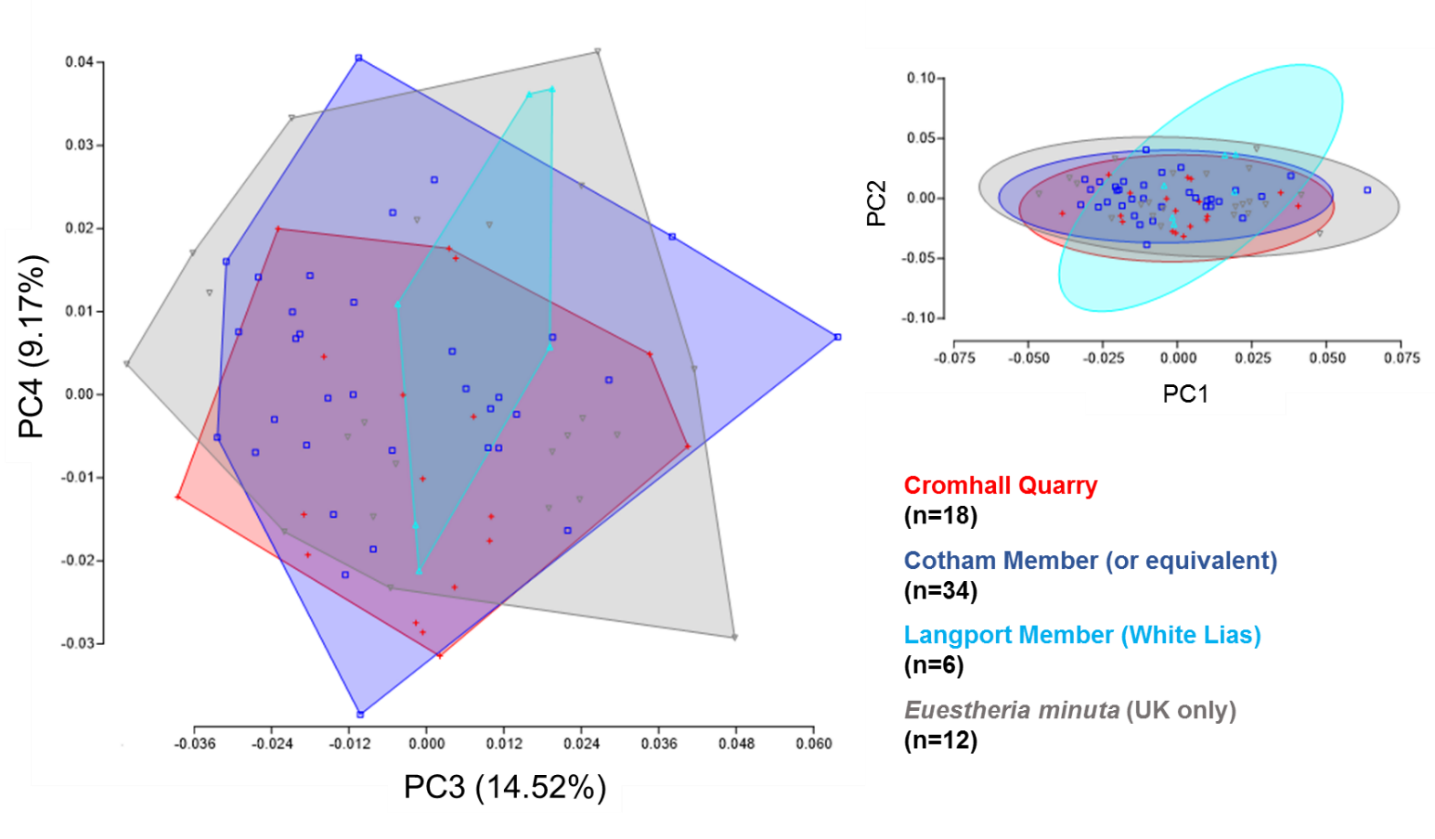 0.04
0.03
0.02
0.01
0.00
-0.01
-0.02
-0.03
PC4 (9.17%)
-0.036 -0.024 -0.012 0.000 0.012 0.024 0.036 0.048 0.060
PC3 (14.52%)
0.10
0.05
0.00
-0.05
-0.10
PC2
-0.075 -0.050 -0.025 0.000 0.025 0.050 0.075
PC1
Cromhall Quarry
(n=18)
Cotham Member (or equivalent)
(n=34)
Langport Member (White Lias)
(n=6)
Euestheria minuta (UK only)
(n=12)